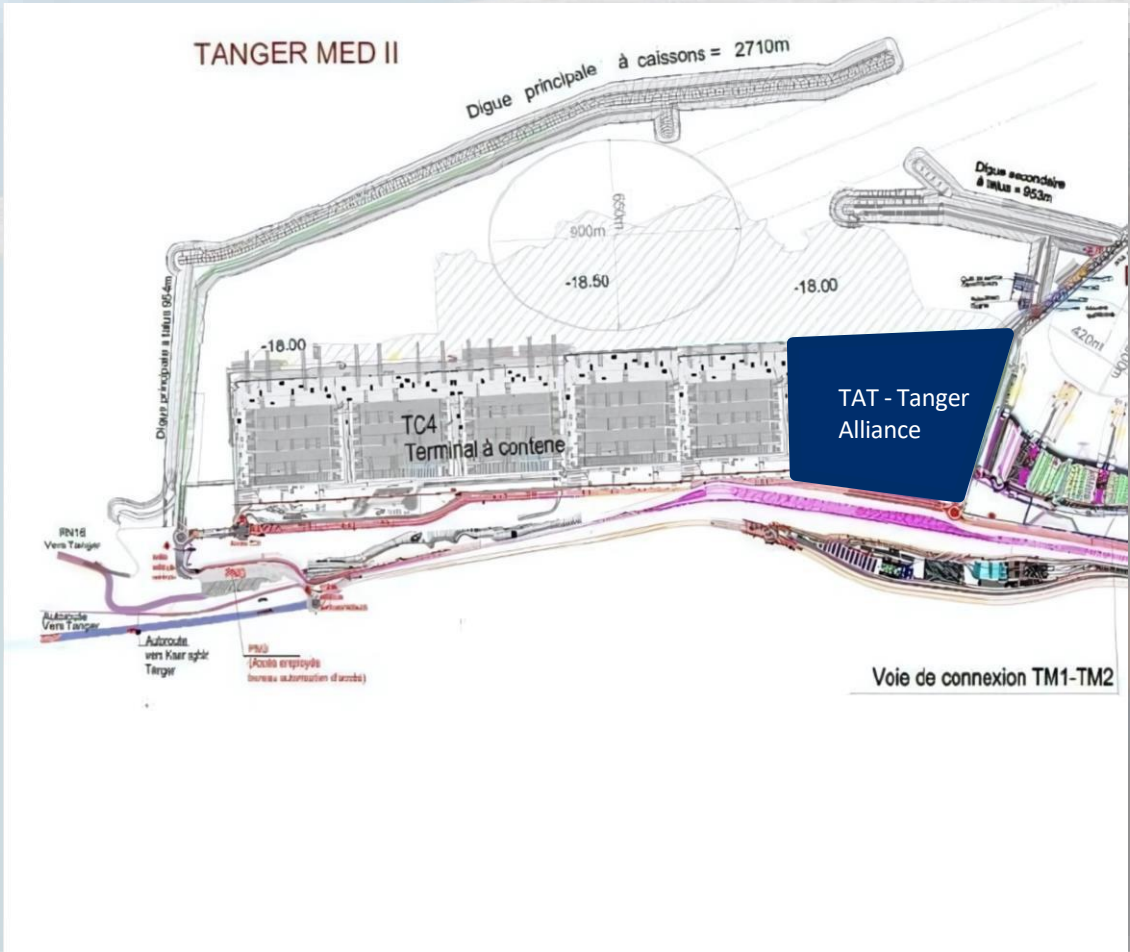 TANGER MED II
Digue principale à caissons = 2710m
Digue secondaire
à talus = 953m
650m
900m
-18.50
-18.00
-18.00
Digue principale à talus 954m
420m
TAT - Tanger
Alliance
TC4
Terminal à contene
RN16
Vers Tanger
Autoroute
Vers Tanger
Autoroute
vers Ksar sghir
Tanger
(Accès employés
bureau autorisation d'accès)
Voie de connexion TM1-TM2